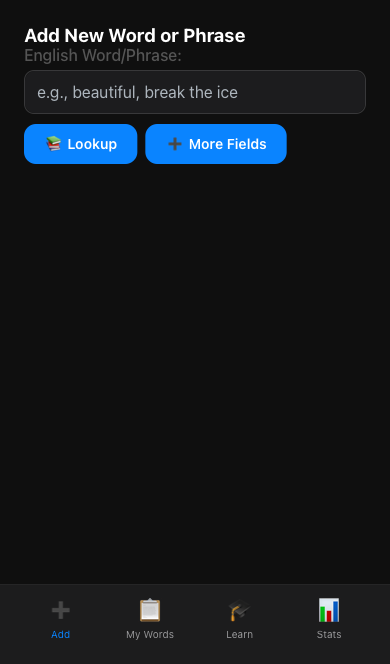 Add New Word or Phrase
English Word/Phrase:
e.g., beautiful, break the ice
📚 Lookup ➕ More Fields
Add My Words Learn Stats